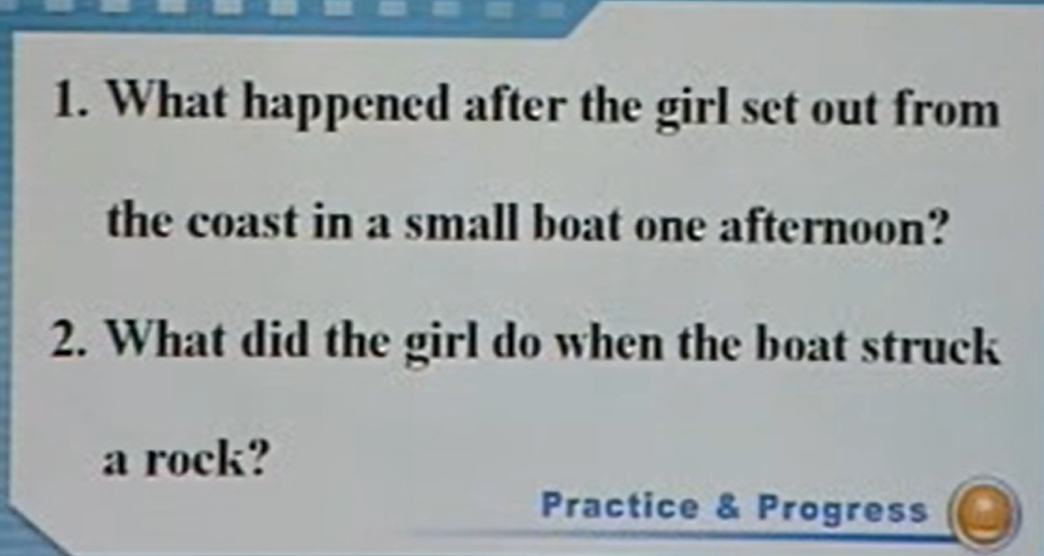 1. What happened after the girl set out from
the coast in a small boat one afternoon?
2. What did the girl do when the boat struck
a rock?
Practice & Progress